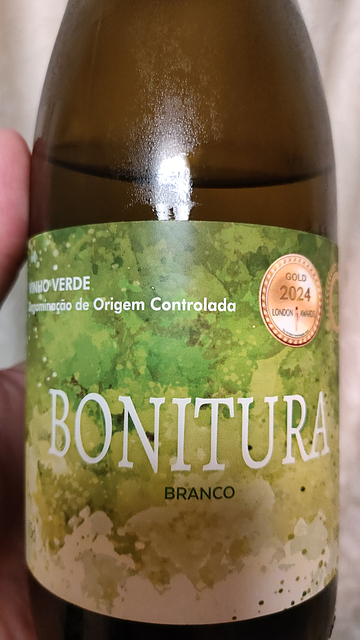 VINHO VERDE
Denominação de Origem Controlada
GOLD
2024
LONDON AWARDS
BONITURA
BRANCO